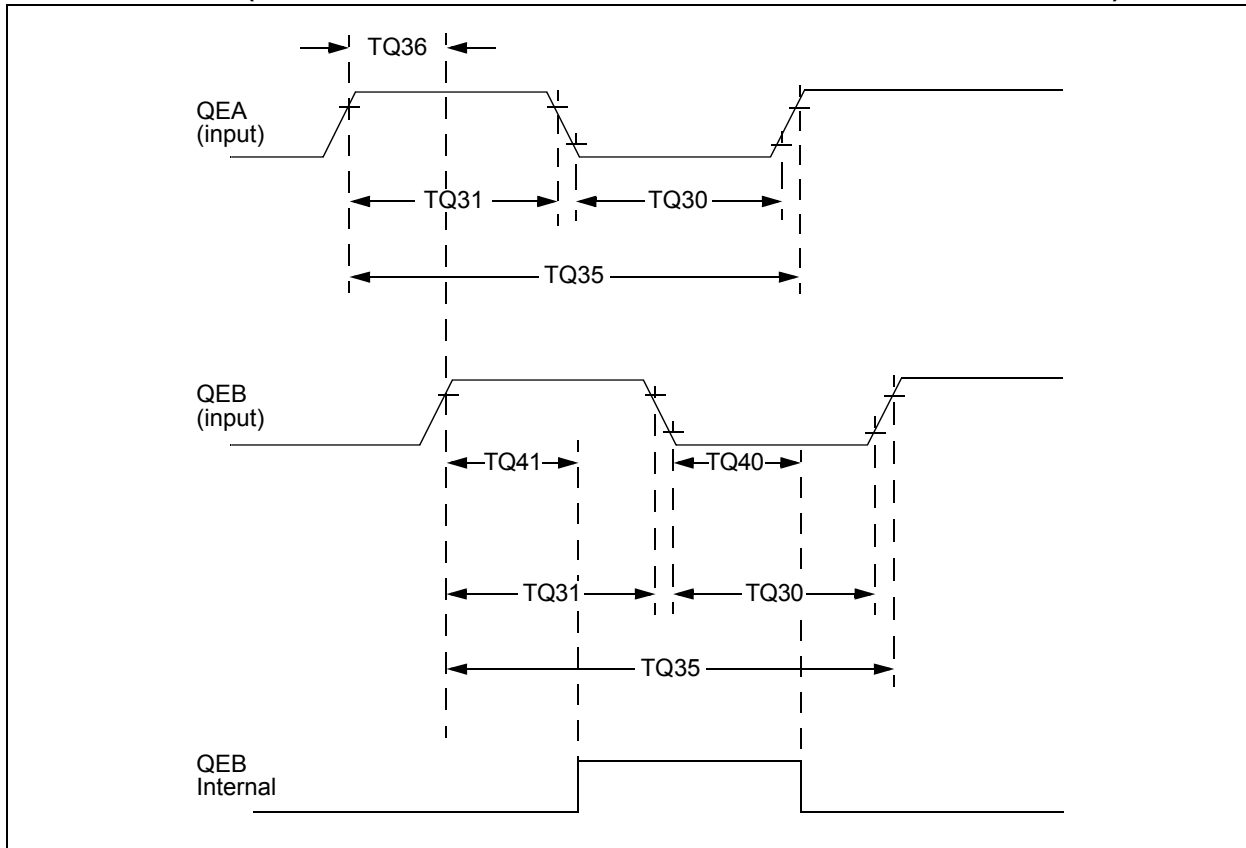 TQ36
QEA
(input)
TQ31
TQ30
TQ35
QEB
(input)
TQ41
TQ40
TQ31
TQ30
TQ35
QEB
Internal